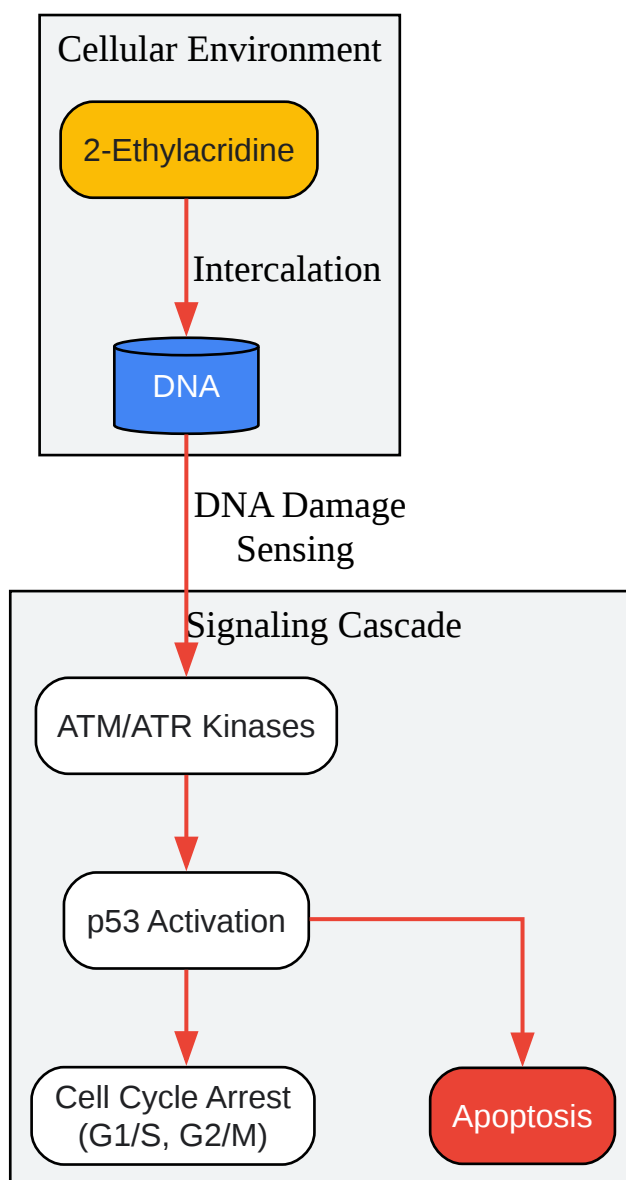 Cellular Environment
2-Ethylacridine
Intercalation
DNA
DNA Damage
Sensing
Signaling Cascade
ATM/ATR Kinases
p53 Activation
Cell Cycle Arrest
(G1/S, G2/M)
Apoptosis